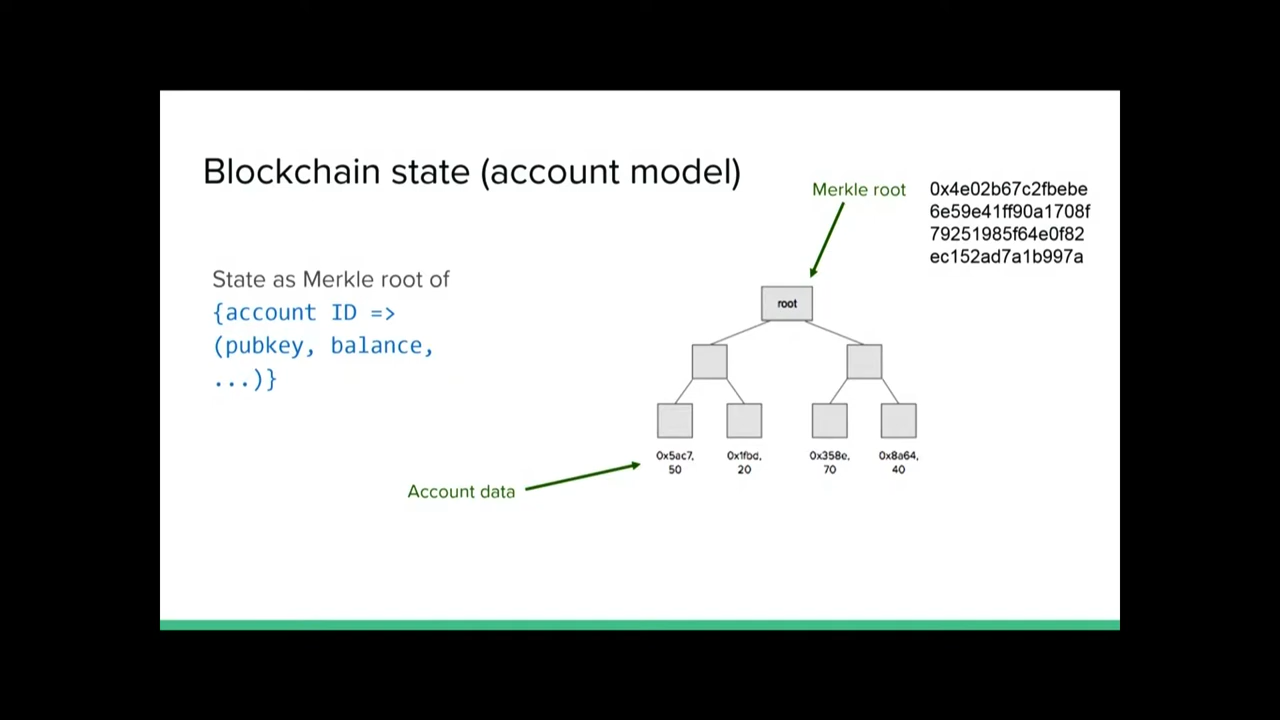 Blockchain state (account model)
Merkle root
0x4e02b67c2fbebe
6e59e41ff90a1708f
79251985f64e0f82
ec152ad7a1b997a
State as Merkle root of
{account ID =>
(pubkey, balance,
...)}
root
0x5ac7, 50
0x1fbd, 20
0x358e, 70
0x8a64, 40
Account data